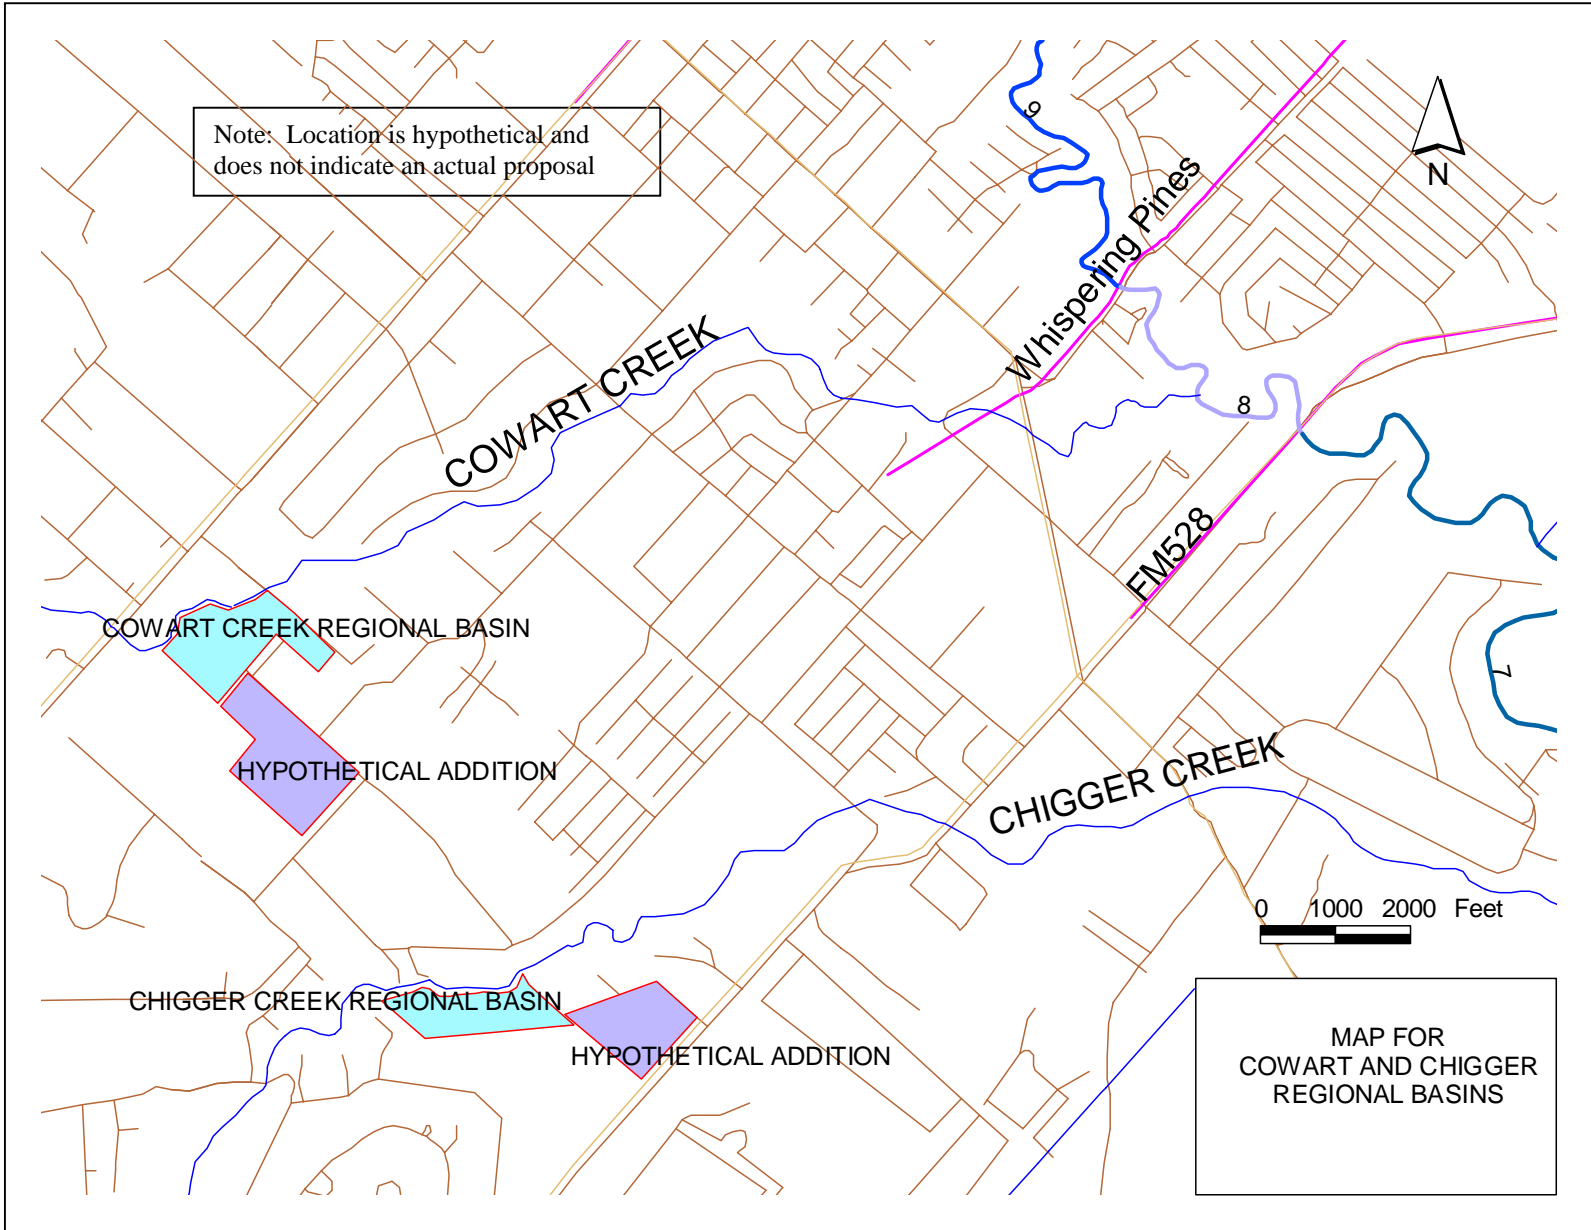 Note: Location is hypothetical and
does not indicate an actual proposal
9
N
Whispering Pines
COWART CREEK
8
FM528
COWART CREEK REGIONAL BASIN
7
HYPOTHETICAL ADDITION
CHIGGER CREEK
0 1000 2000 Feet
CHIGGER CREEK REGIONAL BASIN
HYPOTHETICAL ADDITION
MAP FOR
COWART AND CHIGGER
REGIONAL BASINS